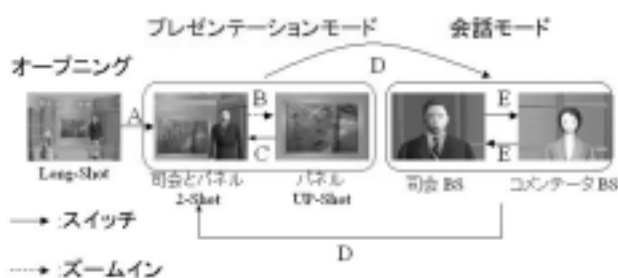 プレゼンテーションモード
会話モード
オープニング
D
A
B
C
E
E
Long-Shot
司会とパネル
2-Shot
パネル
UP-Shot
司会 BS
コメンテータ BS
→ :スイッチ
D
⇢ :ズームイン